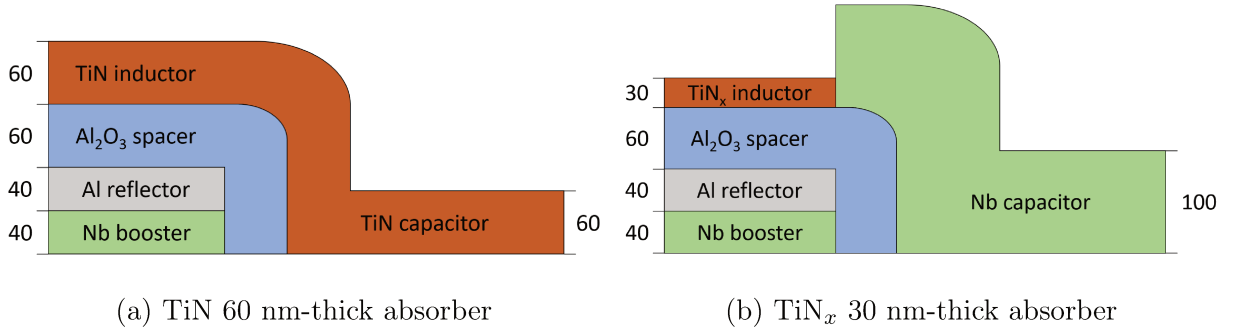 60
TiN inductor
60
Al₂O₃ spacer
40
Al reflector
40
Nb booster
TiN capacitor
60
(a) TiN 60 nm-thick absorber
30
TiNₓ inductor
60
Al₂O₃ spacer
40
Al reflector
40
Nb booster
Nb capacitor
100
(b) TiNₓ 30 nm-thick absorber